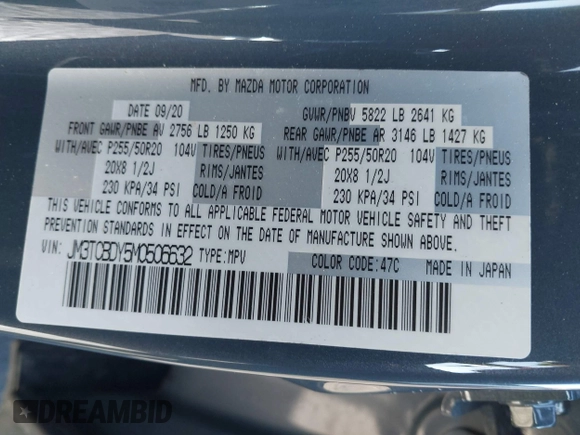 MFD. BY MAZDA MOTOR CORPORATION
DATE 09/20 GVWR/PNBV 5822 LB 2641 KG
FRONT GAWR/PNBE AV 2756 LB 1250 KG REAR GAWR/PNBE AR 3146 LB 1427 KG
WITH/AVEC P255/50R20 104V TIRES/PNEUS WITH/AVEC P255/50R20 104V TIRES/PNEUS
20X8 1/2J RIMS/JANTES 20X8 1/2J RIMS/JANTES
230 KPA/34 PSI COLD/A FROID 230 KPA/34 PSI COLD/A FROID
THIS VEHICLE CONFORMS TO ALL APPLICABLE FEDERAL MOTOR VEHICLE SAFETY AND THEFT
PREVENTION STANDARDS IN EFFECT ON THE DATE OF MANUFACTURE SHOWN ABOVE.
VIN: JM3TCBDY5M0506632 TYPE:MPV COLOR CODE:47C MADE IN JAPAN
DREAMBID